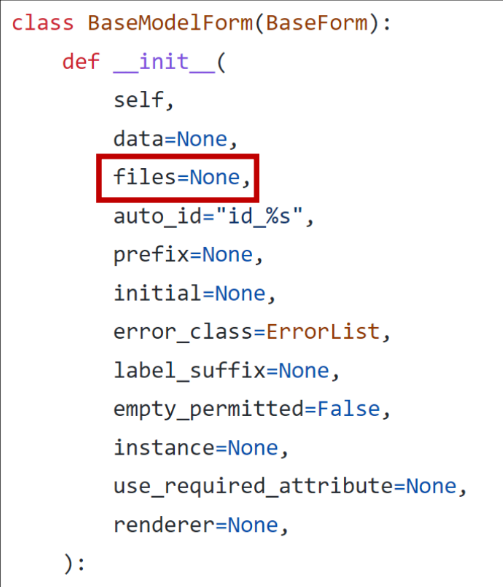 class BaseModelForm(BaseForm):
    def __init__(
        self,
        data=None,
        files=None,
        auto_id="id_%s",
        prefix=None,
        initial=None,
        error_class=ErrorList,
        label_suffix=None,
        empty_permitted=False,
        instance=None,
        use_required_attribute=None,
        renderer=None,
    ):